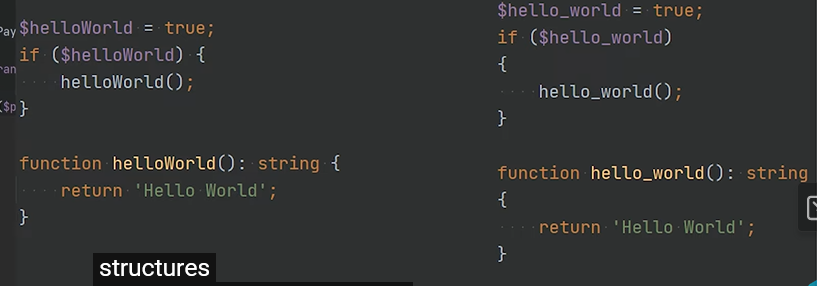 Pay
ran
($p
$helloWorld = true;
if ($helloWorld) {
    helloWorld();
}

function helloWorld(): string {
    return 'Hello World';
}
$hello_world = true;
if ($hello_world)
{
    hello_world();
}

function hello_world(): string
{
    return 'Hello World';
}
structures